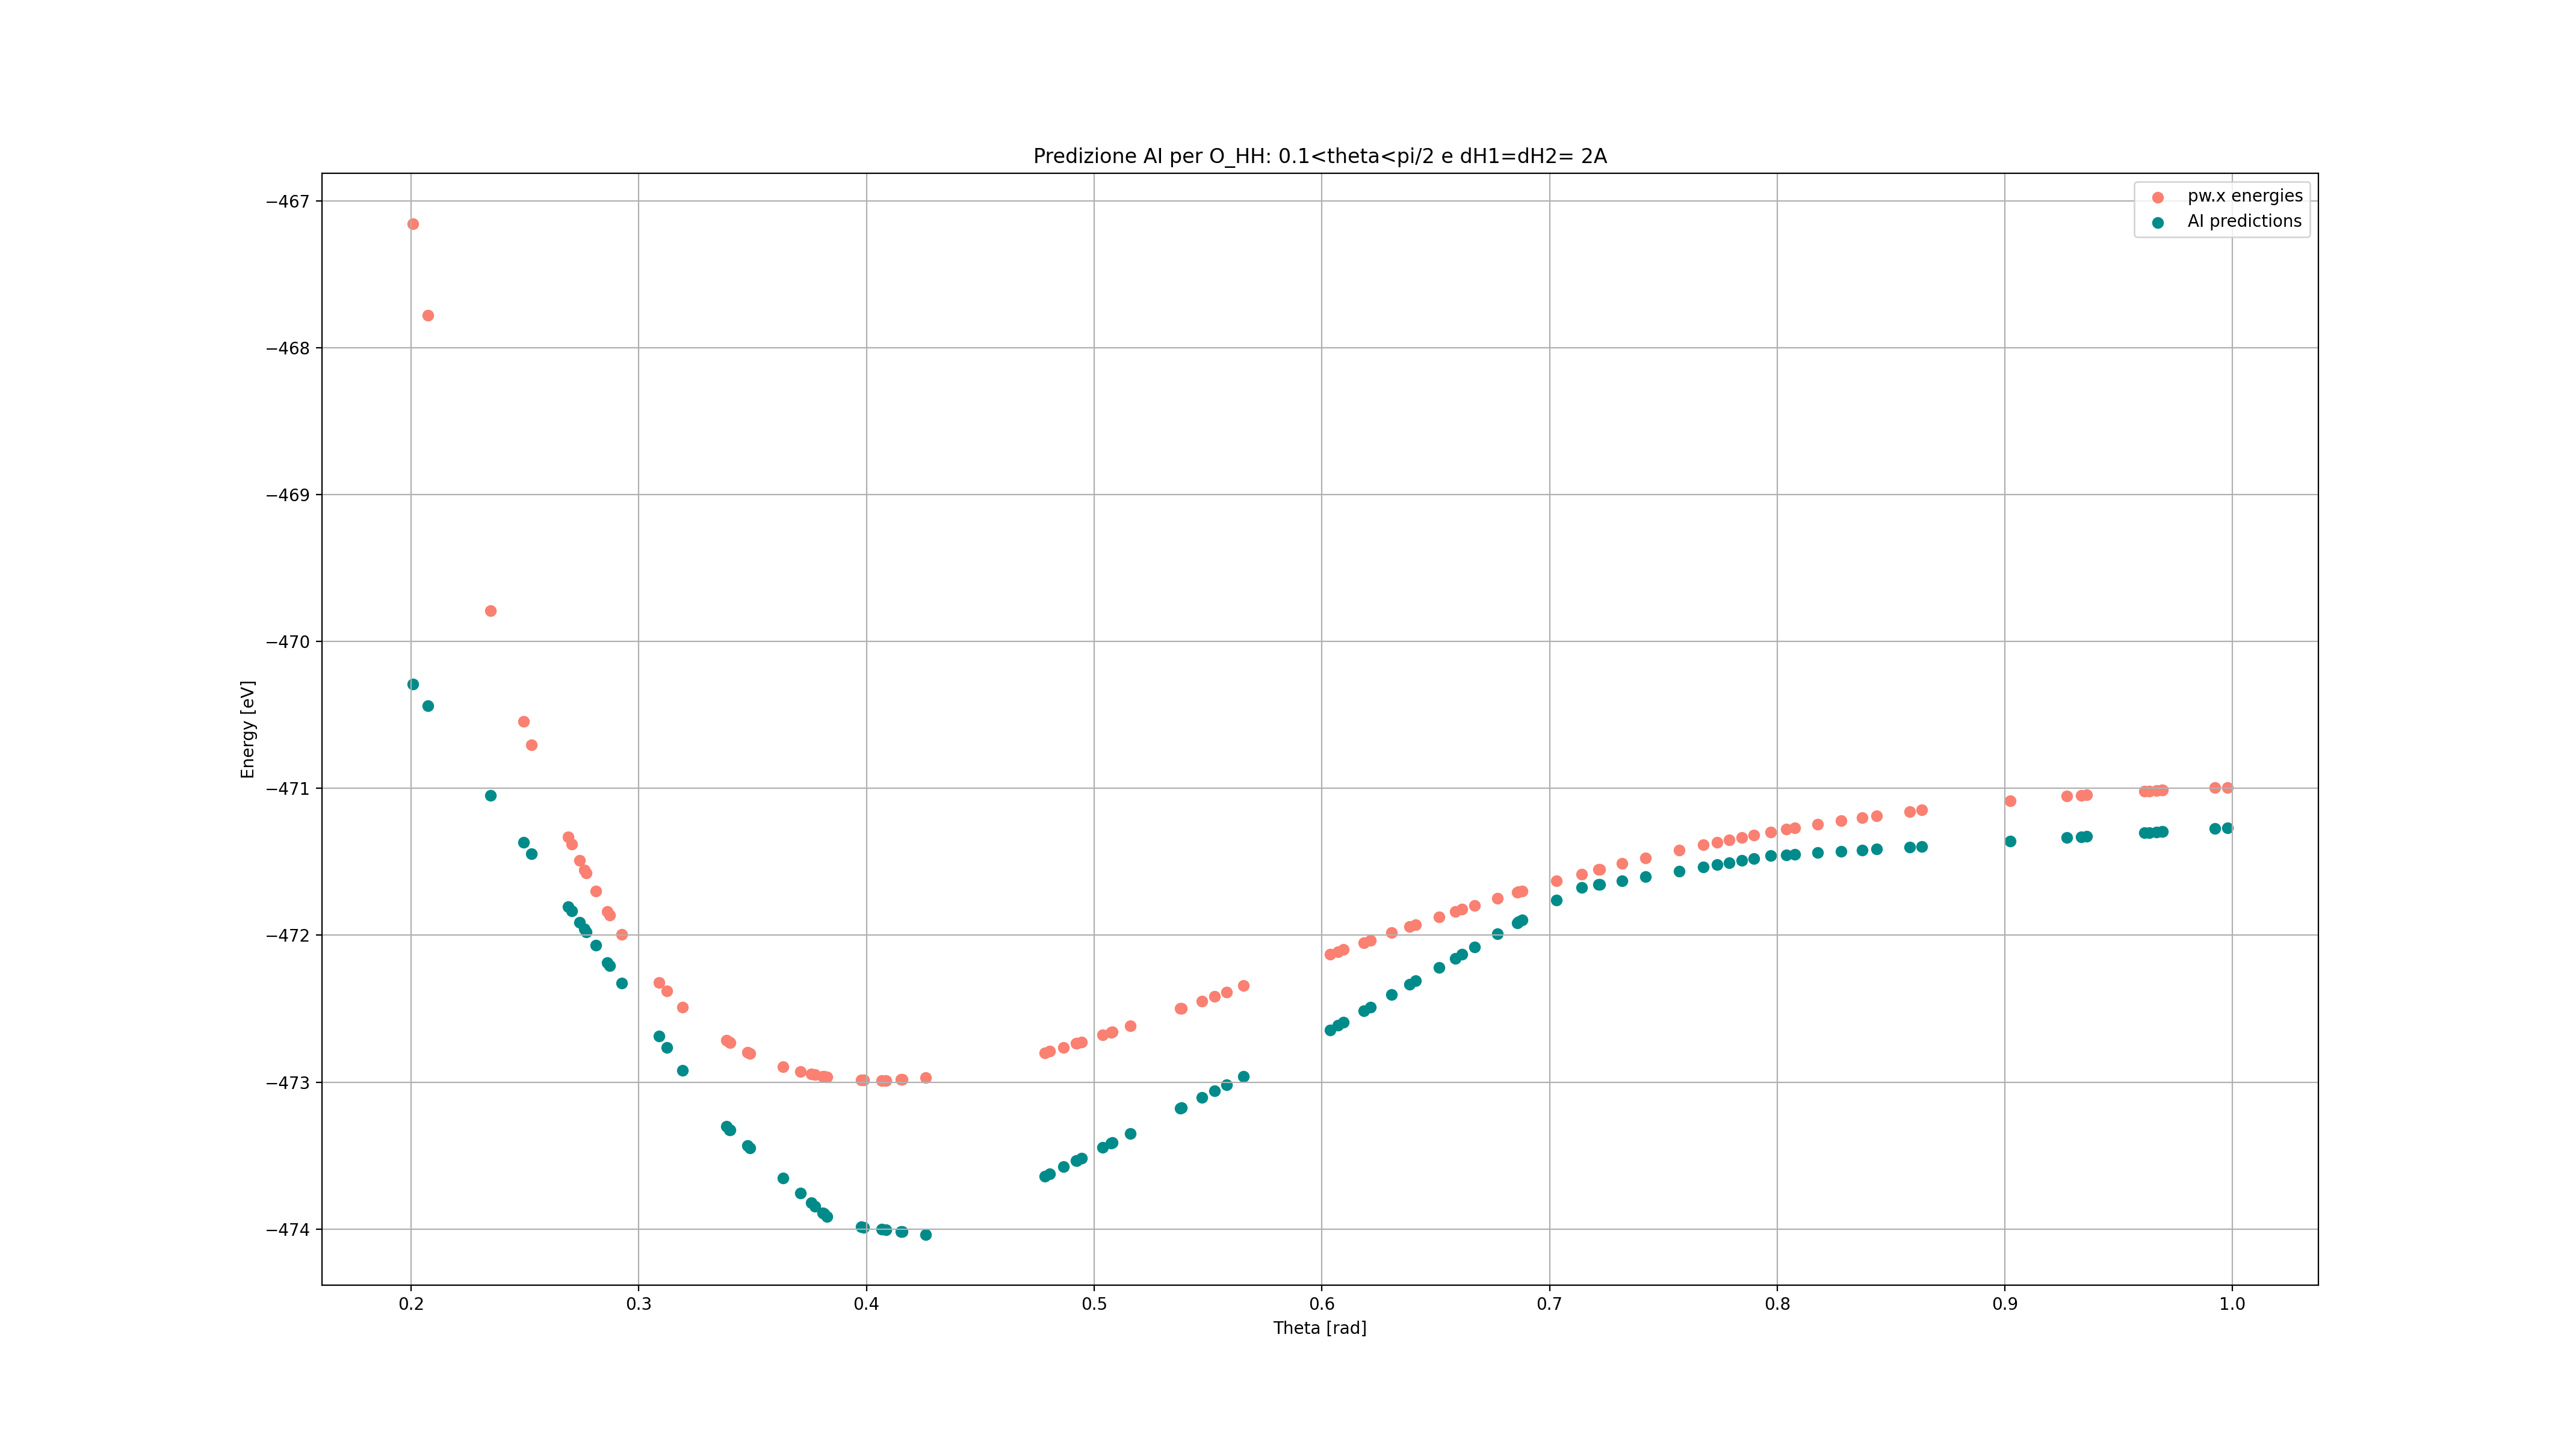 Predizione AI per O_HH: 0.1<theta<pi/2 e dH1=dH2= 2A
pw.x energies
AI predictions
−467
−468
−469
−470
−471
−472
−473
−474
Energy [eV]
0.2 0.3 0.4 0.5 0.6 0.7 0.8 0.9 1.0
Theta [rad]